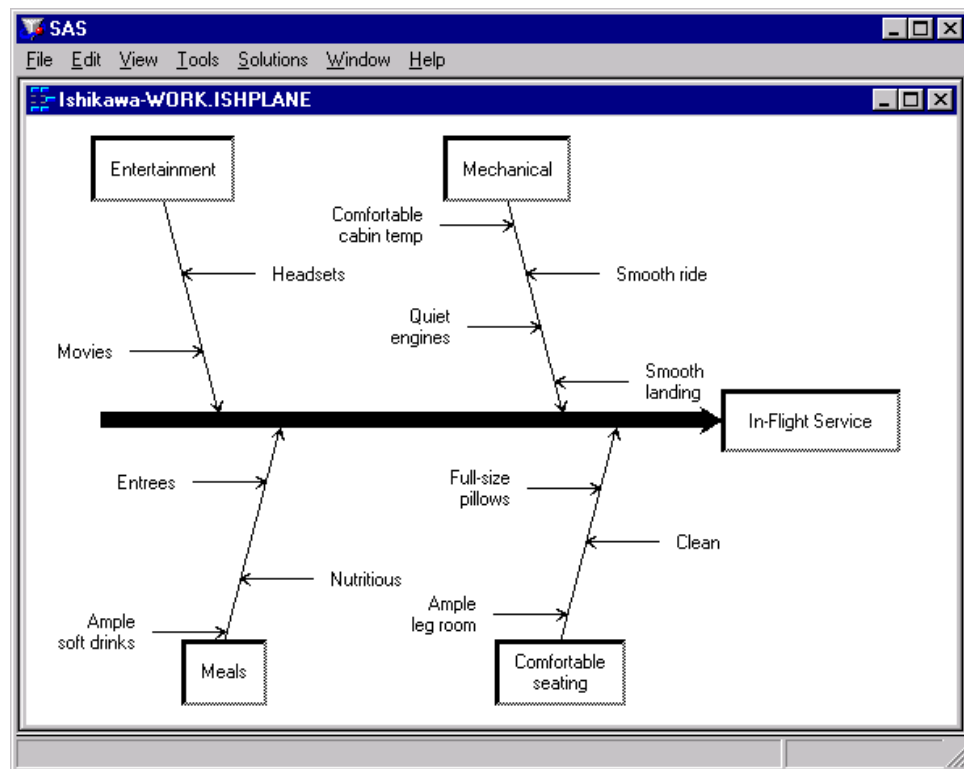 SAS
File Edit View Tools Solutions Window Help
Ishikawa-WORK.ISHPLANE
Entertainment
Mechanical
Comfortable
cabin temp
Headsets
Smooth ride
Quiet
engines
Movies
Smooth
landing
In-Flight Service
Entrees
Full-size
pillows
Clean
Nutritious
Ample
leg room
Ample
soft drinks
Meals
Comfortable
seating